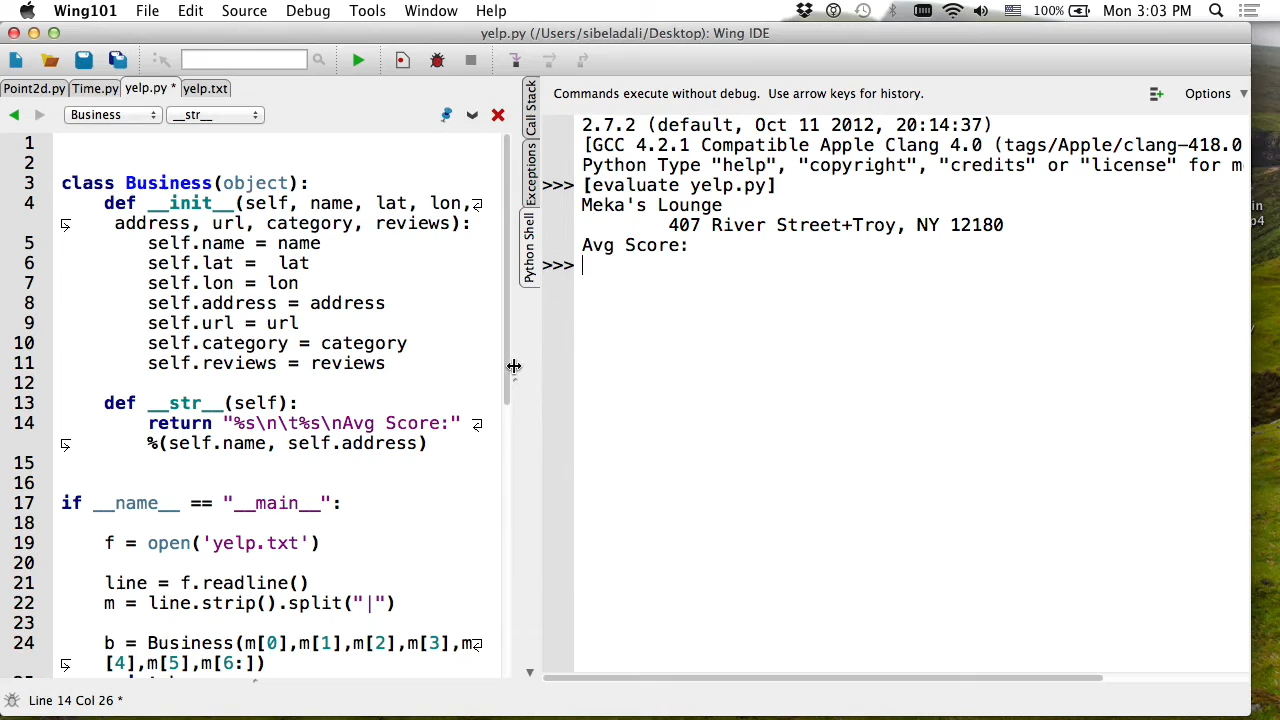 Wing101 File Edit Source Debug Tools Window Help 100% Mon 3:03 PM
yelp.py (/Users/sibeladali/Desktop): Wing IDE
Point2d.py Time.py yelp.py * yelp.txt
Business __str__
1
2
3 class Business(object):
4 def __init__(self, name, lat, lon,
address, url, category, reviews):
5 self.name = name
6 self.lat =  lat
7 self.lon = lon
8 self.address = address
9 self.url = url
10 self.category = category
11 self.reviews = reviews
12
13 def __str__(self):
14 return "%s\n\t%s\nAvg Score:"
%(self.name, self.address)
15
16
17 if __name__ == "__main__":
18
19 f = open('yelp.txt')
20
21 line = f.readline()
22 m = line.strip().split("|")
23
24 b = Business(m[0],m[1],m[2],m[3],m
[4],m[5],m[6:])
Line 14 Col 26 *
Call Stack
Exceptions
Python Shell
Commands execute without debug.  Use arrow keys for history.
Options
2.7.2 (default, Oct 11 2012, 20:14:37)
[GCC 4.2.1 Compatible Apple Clang 4.0 (tags/Apple/clang-418.0
Python Type "help", "copyright", "credits" or "license" for m
>>> [evaluate yelp.py]
Meka's Lounge
407 River Street+Troy, NY 12180
Avg Score:
>>>
in
p4